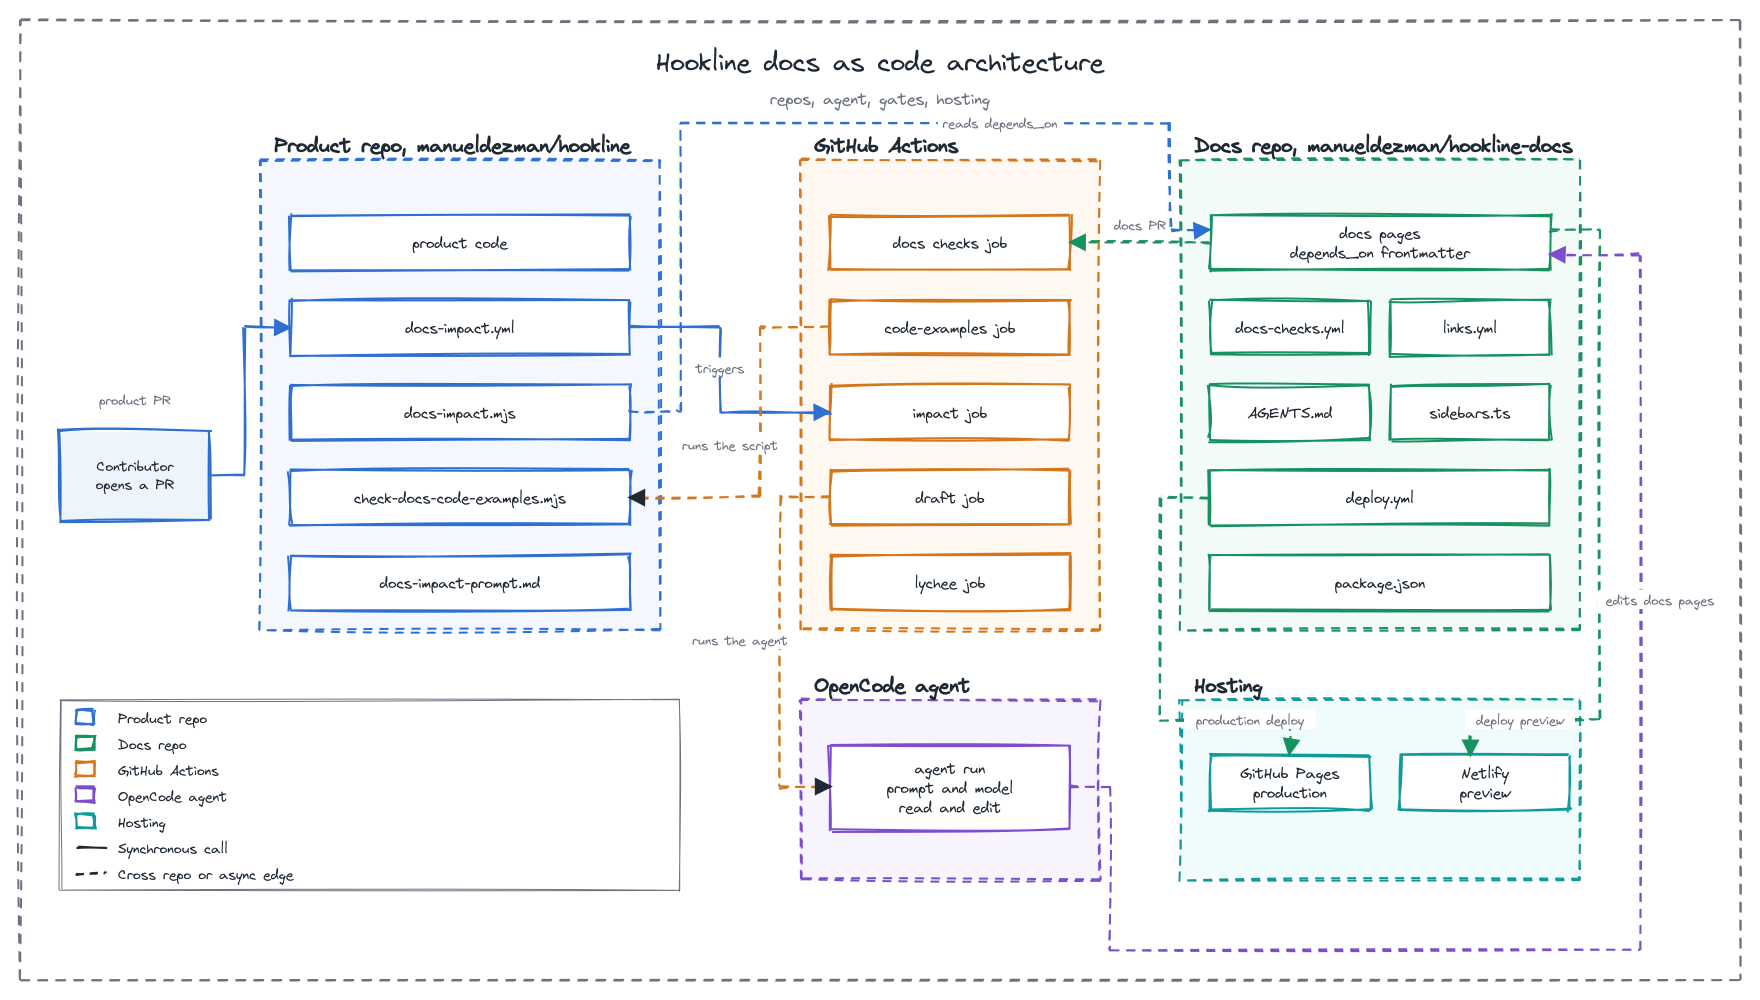 Hookline docs as code architecture
repos, agent, gates, hosting
reads depends_on
Product repo, manueldezman/hookline
product code
docs-impact.yml
docs-impact.mjs
check-docs-code-examples.mjs
docs-impact-prompt.md
product PR
Contributor
opens a PR
triggers
runs the script
runs the agent
GitHub Actions
docs checks job
code-examples job
impact job
draft job
lychee job
docs PR
Docs repo, manueldezman/hookline-docs
docs pages
depends_on frontmatter
docs-checks.yml
links.yml
AGENTS.md
sidebars.ts
deploy.yml
package.json
edits docs pages
OpenCode agent
agent run
prompt and model
read and edit
Hosting
production deploy
deploy preview
GitHub Pages
production
Netlify
preview
Product repo
Docs repo
GitHub Actions
OpenCode agent
Hosting
Synchronous call
Cross repo or async edge